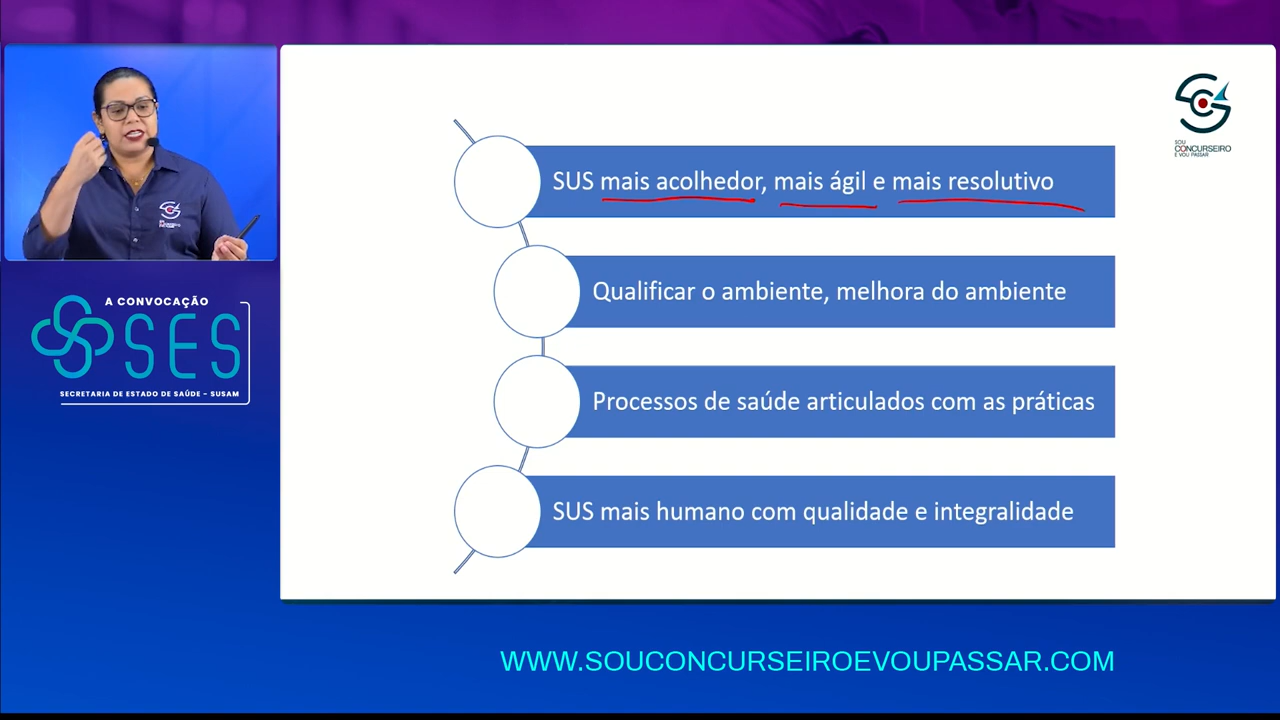 SUS mais acolhedor, mais ágil e mais resolutivo
Qualificar o ambiente, melhora do ambiente
Processos de saúde articulados com as práticas
SUS mais humano com qualidade e integralidade
SOU
CONCURSEIRO
E VOU PASSAR
A CONVOCAÇÃO
SES
SECRETARIA DE ESTADO DE SAÚDE - SUSAM
WWW.SOUCONCURSEIROEVOUPASSAR.COM